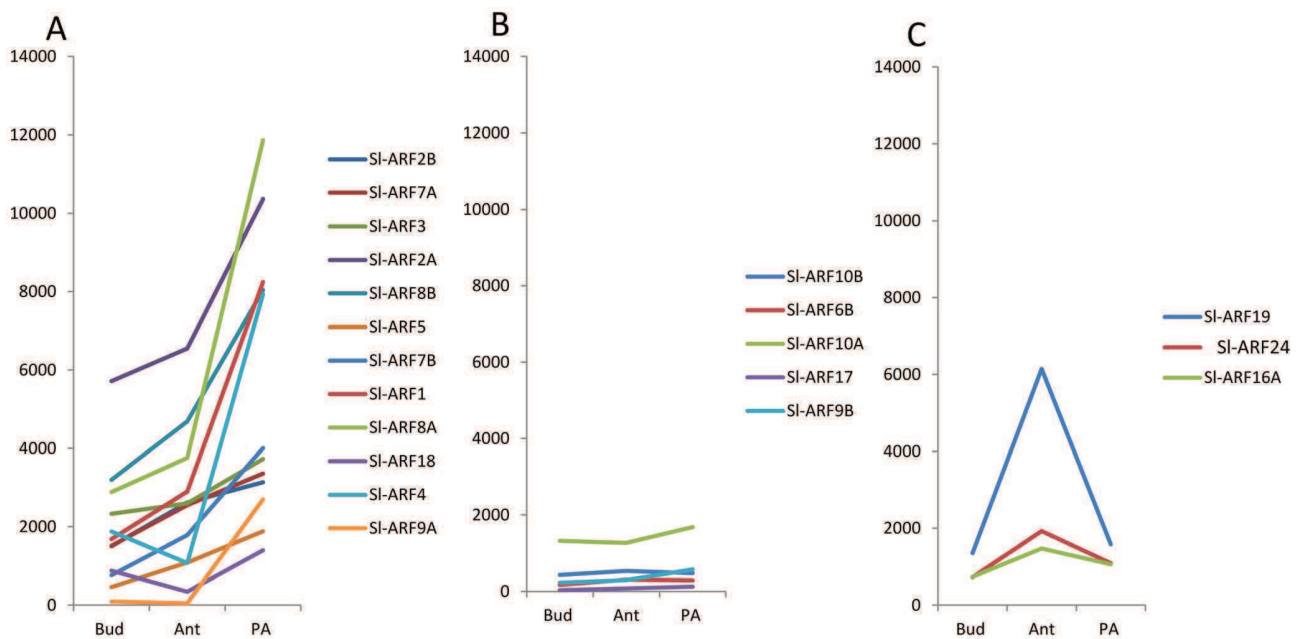 A
14000
12000
10000
8000
6000
4000
2000
0
Bud Ant PA
Sl-ARF2B
Sl-ARF7A
Sl-ARF3
Sl-ARF2A
Sl-ARF8B
Sl-ARF5
Sl-ARF7B
Sl-ARF1
Sl-ARF8A
Sl-ARF18
Sl-ARF4
Sl-ARF9A
B
14000
12000
10000
8000
6000
4000
2000
0
Bud Ant PA
Sl-ARF10B
Sl-ARF6B
Sl-ARF10A
Sl-ARF17
Sl-ARF9B
C
14000
12000
10000
8000
6000
4000
2000
0
Bud Ant PA
Sl-ARF19
Sl-ARF24
Sl-ARF16A